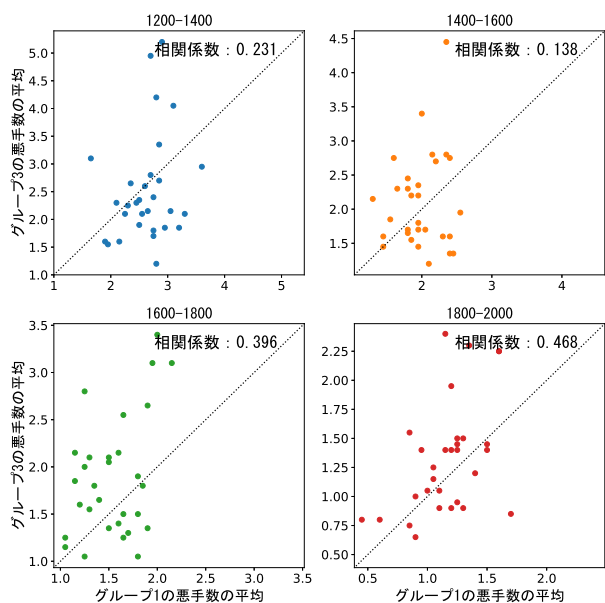 1200−1400
相関係数：0.231
5.0
4.5
4.0
3.5
3.0
2.5
2.0
1.5
1.0
1 2 3 4 5
グループ3の悪手数の平均
1400−1600
相関係数：0.138
4.5
4.0
3.5
3.0
2.5
2.0
1.5
2 3 4
1600−1800
相関係数：0.396
3.5
3.0
2.5
2.0
1.5
1.0
1.0 1.5 2.0 2.5 3.0 3.5
グループ3の悪手数の平均
グループ1の悪手数の平均
1800−2000
相関係数：0.468
2.25
2.00
1.75
1.50
1.25
1.00
0.75
0.50
0.5 1.0 1.5 2.0
グループ1の悪手数の平均